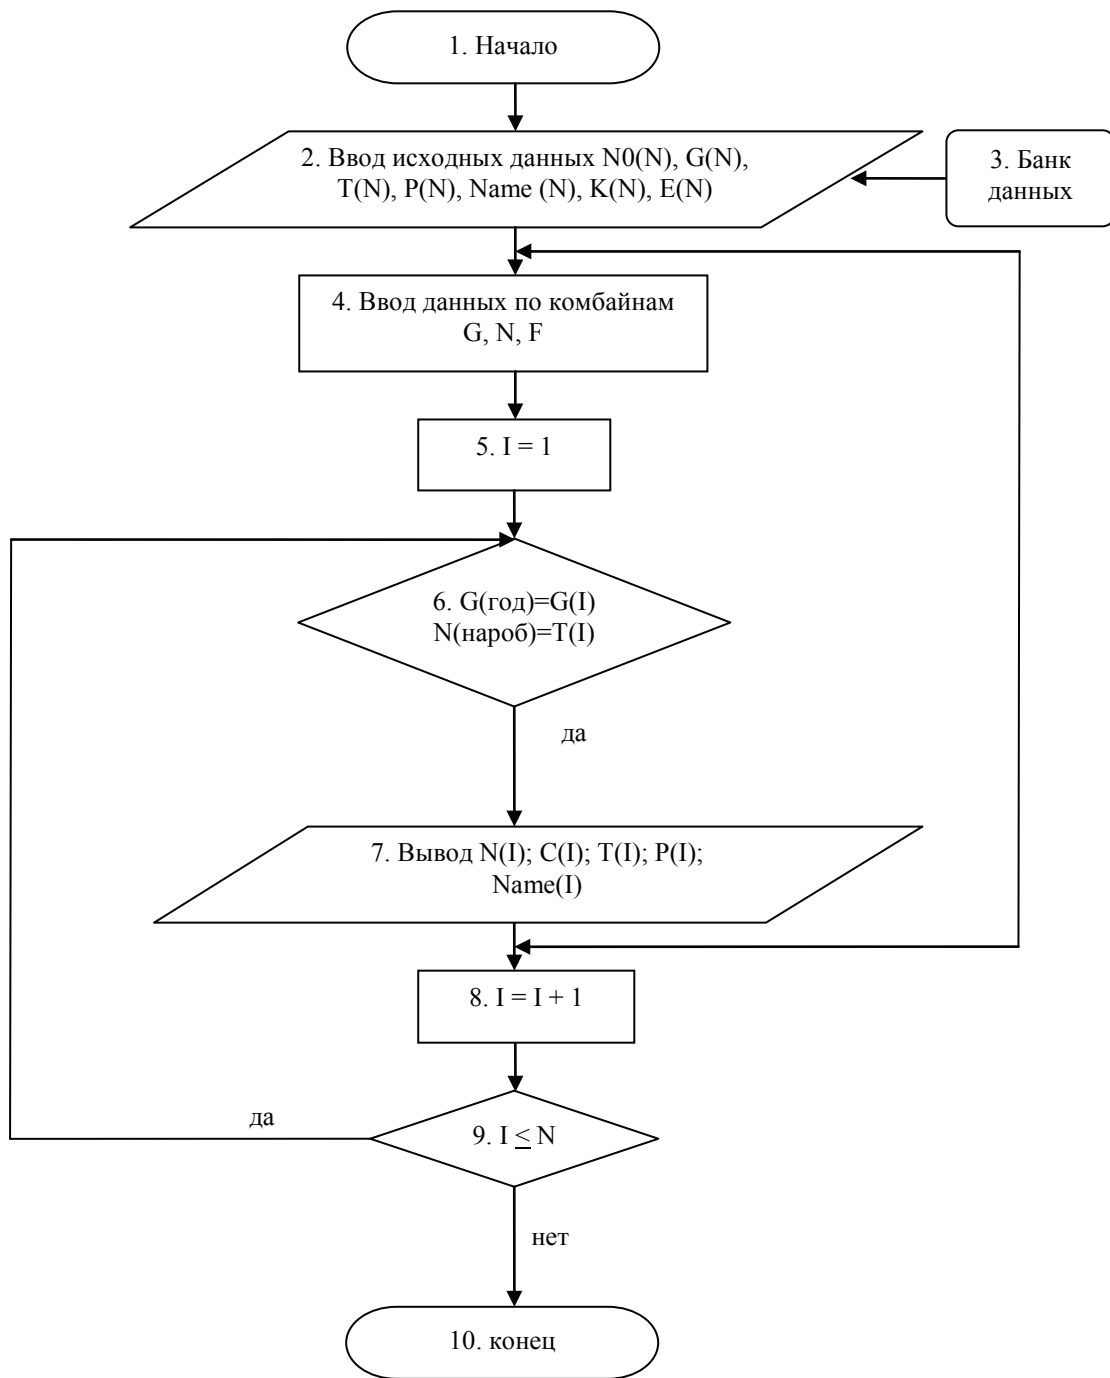 1. Начало
2. Ввод исходных данных N0(N), G(N),
T(N), P(N), Name (N), K(N), E(N)
3. Банк
данных
4. Ввод данных по комбайнам
G, N, F
5. I = 1
6. G(год)=G(I)
N(нароб)=T(I)
да
7. Вывод N(I); C(I); T(I); P(I);
Name(I)
8. I = I + 1
да
9. I ≤ N
нет
10. конец